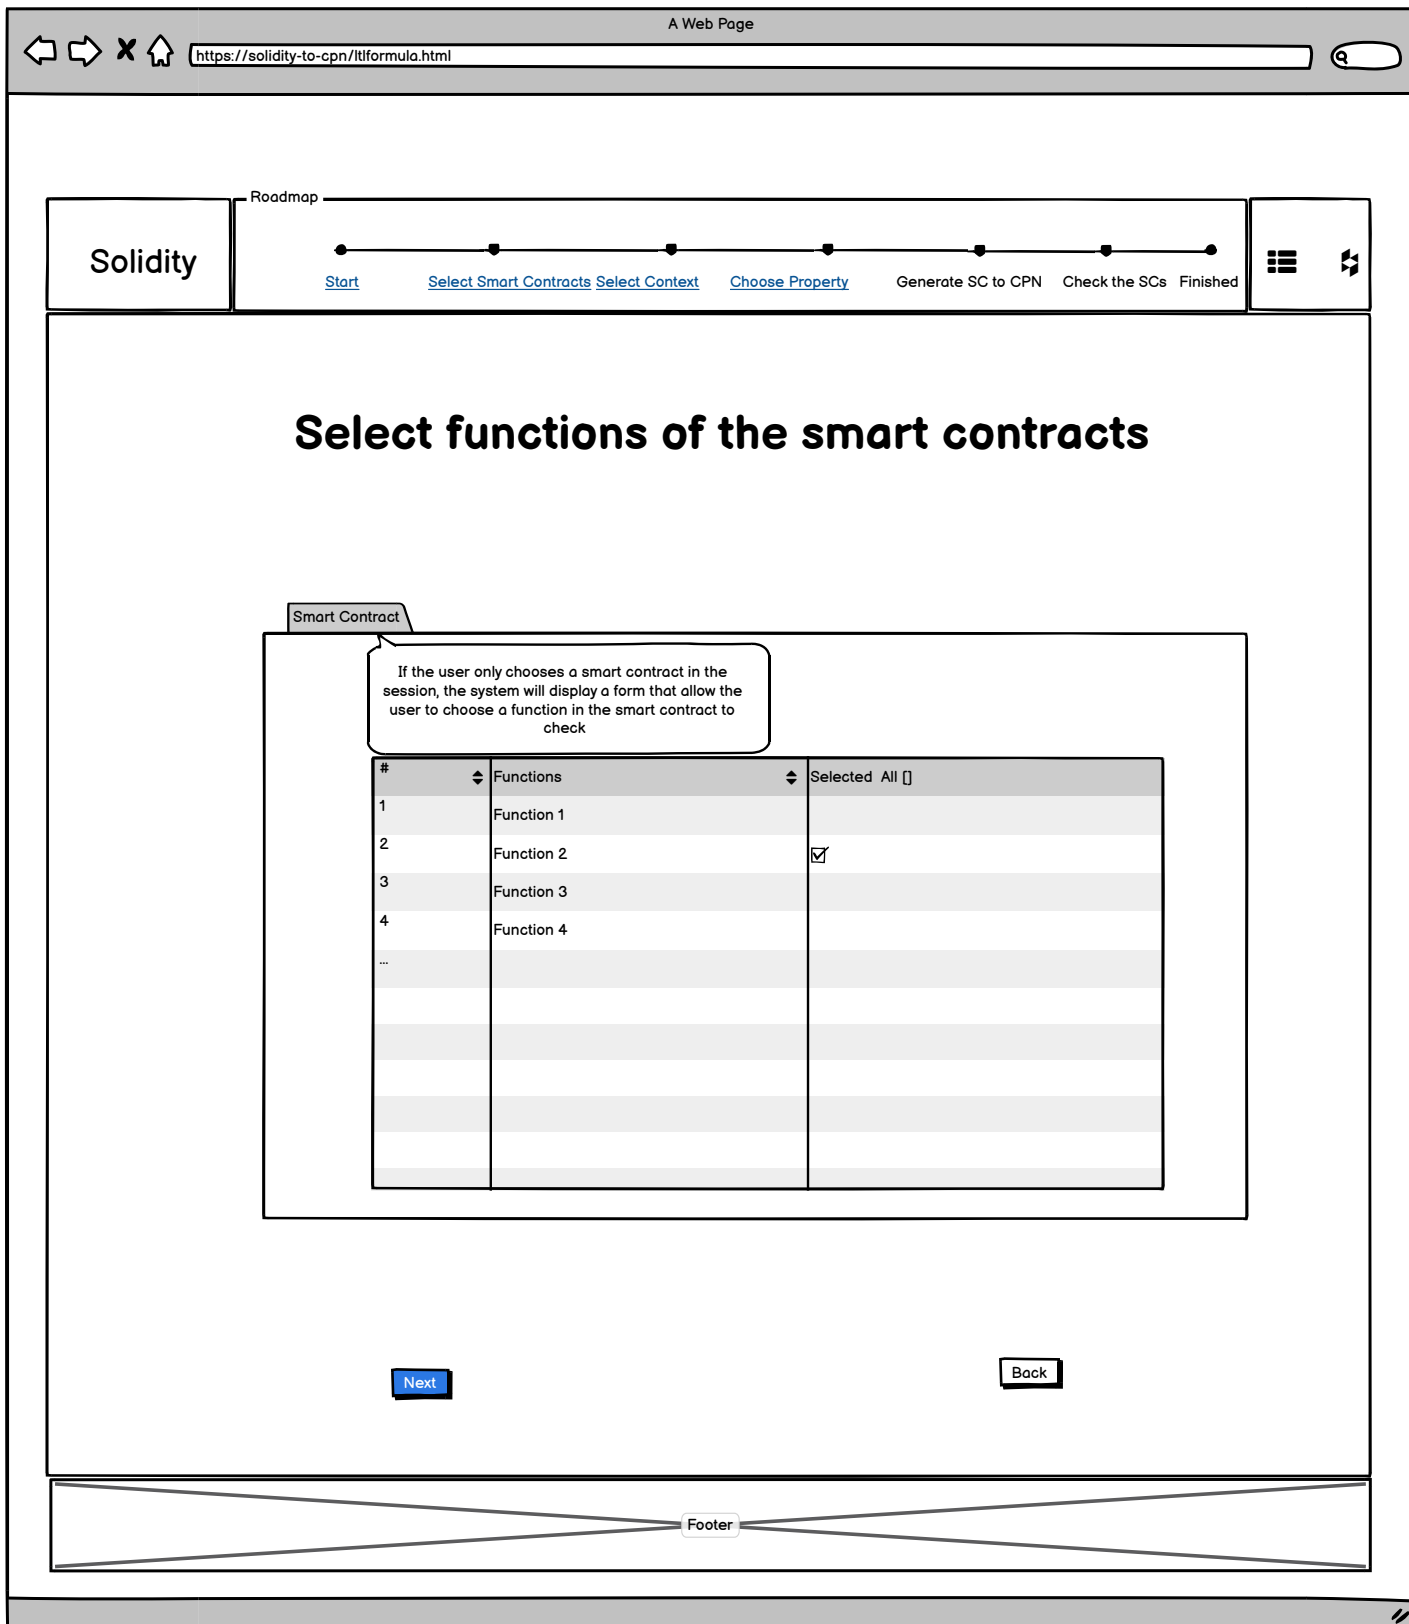 A Web Page
https://solidity-to-cpn/ltlformula.html
Roadmap
Solidity
Start
Select Smart Contracts
Select Context
Choose Property
Generate SC to CPN
Check the SCs
Finished
Select functions of the smart contracts
Smart Contract
If the user only chooses a smart contract in the
session, the system will display a form that allow the
user to choose a function in the smart contract to
check
# Functions Selected All []
1 Function 1
2 Function 2
3 Function 3
4 Function 4
...
Next
Back
Footer